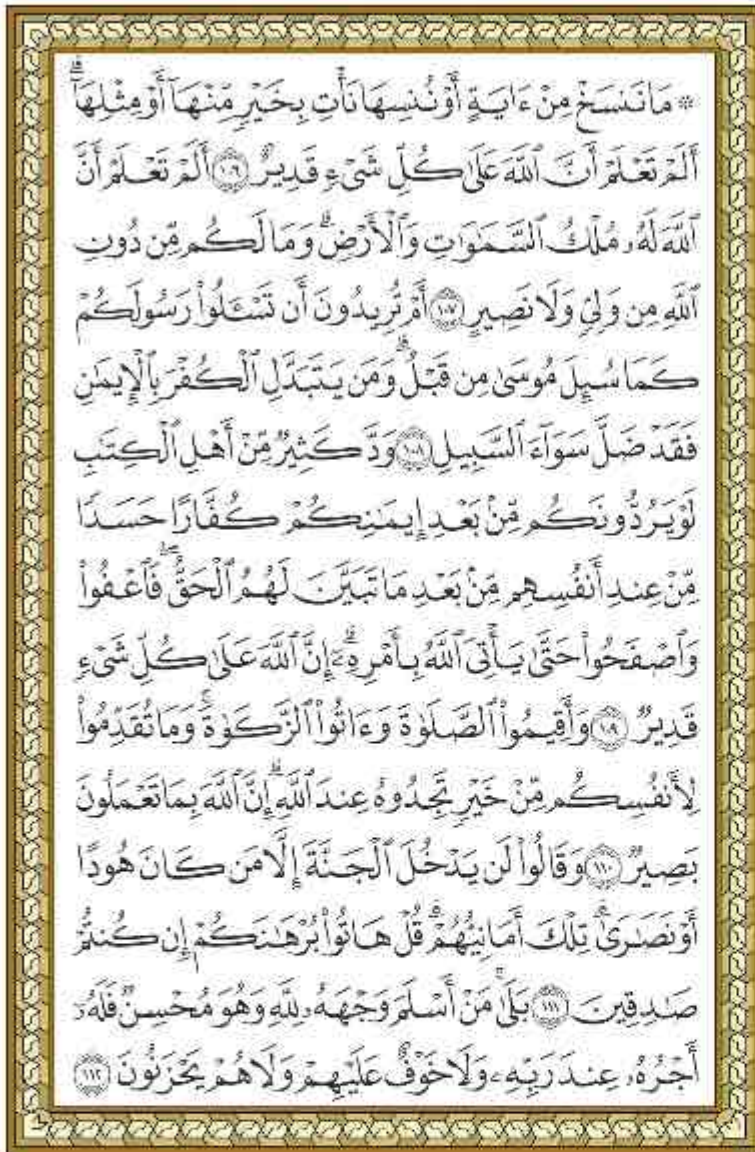 ۞ مَا نَنسَخْ مِنْ ءَايَةٍ أَوْ نُنسِهَا نَأْتِ بِخَيْرٍ مِّنْهَآ أَوْ مِثْلِهَآ ۗ
أَلَمْ تَعْلَمْ أَنَّ ٱللَّهَ عَلَىٰ كُلِّ شَىْءٍ قَدِيرٌ ١٠٦ أَلَمْ تَعْلَمْ أَنَّ
ٱللَّهَ لَهُۥ مُلْكُ ٱلسَّمَٰوَٰتِ وَٱلْأَرْضِ ۗ وَمَا لَكُم مِّن دُونِ
ٱللَّهِ مِن وَلِىٍّ وَلَا نَصِيرٍ ١٠٧ أَمْ تُرِيدُونَ أَن تَسْـَٔلُوا۟ رَسُولَكُمْ
كَمَا سُئِلَ مُوسَىٰ مِن قَبْلُ ۗ وَمَن يَتَبَدَّلِ ٱلْكُفْرَ بِٱلْإِيمَٰنِ
فَقَدْ ضَلَّ سَوَآءَ ٱلسَّبِيلِ ١٠٨ وَدَّ كَثِيرٌ مِّنْ أَهْلِ ٱلْكِتَٰبِ
لَوْ يَرُدُّونَكُم مِّنۢ بَعْدِ إِيمَٰنِكُمْ كُفَّارًا حَسَدًا
مِّنْ عِندِ أَنفُسِهِم مِّنۢ بَعْدِ مَا تَبَيَّنَ لَهُمُ ٱلْحَقُّ ۖ فَٱعْفُوا۟
وَٱصْفَحُوا۟ حَتَّىٰ يَأْتِىَ ٱللَّهُ بِأَمْرِهِۦٓ ۗ إِنَّ ٱللَّهَ عَلَىٰ كُلِّ شَىْءٍ
قَدِيرٌ ١٠٩ وَأَقِيمُوا۟ ٱلصَّلَوٰةَ وَءَاتُوا۟ ٱلزَّكَوٰةَ ۚ وَمَا تُقَدِّمُوا۟
لِأَنفُسِكُم مِّنْ خَيْرٍ تَجِدُوهُ عِندَ ٱللَّهِ ۗ إِنَّ ٱللَّهَ بِمَا تَعْمَلُونَ
بَصِيرٌ ١١٠ وَقَالُوا۟ لَن يَدْخُلَ ٱلْجَنَّةَ إِلَّا مَن كَانَ هُودًا
أَوْ نَصَٰرَىٰ ۗ تِلْكَ أَمَانِيُّهُمْ ۗ قُلْ هَاتُوا۟ بُرْهَٰنَكُمْ إِن كُنتُمْ
صَٰدِقِينَ ١١١ بَلَىٰ مَنْ أَسْلَمَ وَجْهَهُۥ لِلَّهِ وَهُوَ مُحْسِنٌ فَلَهُۥٓ
أَجْرُهُۥ عِندَ رَبِّهِۦ وَلَا خَوْفٌ عَلَيْهِمْ وَلَا هُمْ يَحْزَنُونَ ١١٢